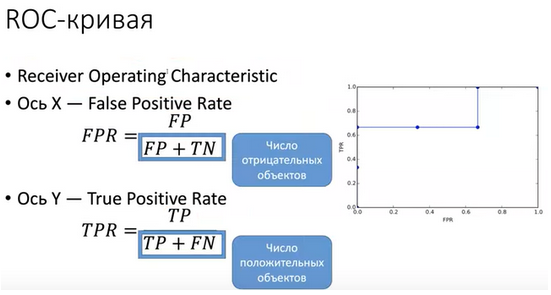 ROC-кривая
• Receiver Operating Characteristic
• Ось X — False Positive Rate
FPR = FP / FP + TN
Число
отрицательных
объектов
• Ось Y — True Positive Rate
TPR = TP / TP + FN
Число
положительных
объектов
1.0
0.8
0.6
0.4
0.2
0.0
TPR
0.0 0.2 0.4 0.6 0.8 1.0
FPR